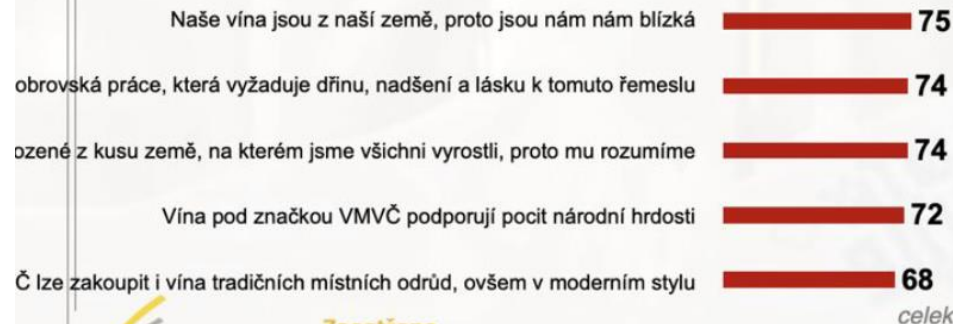 Naše vína jsou z naší země, proto jsou nám nám blízká 75
obrovská práce, která vyžaduje dřinu, nadšení a lásku k tomuto řemeslu 74
ozené z kusu země, na kterém jsme všichni vyrostli, proto mu rozumíme 74
Vína pod značkou VMVČ podporují pocit národní hrdosti 72
Č lze zakoupit i vína tradičních místních odrůd, ovšem v moderním stylu 68
celek